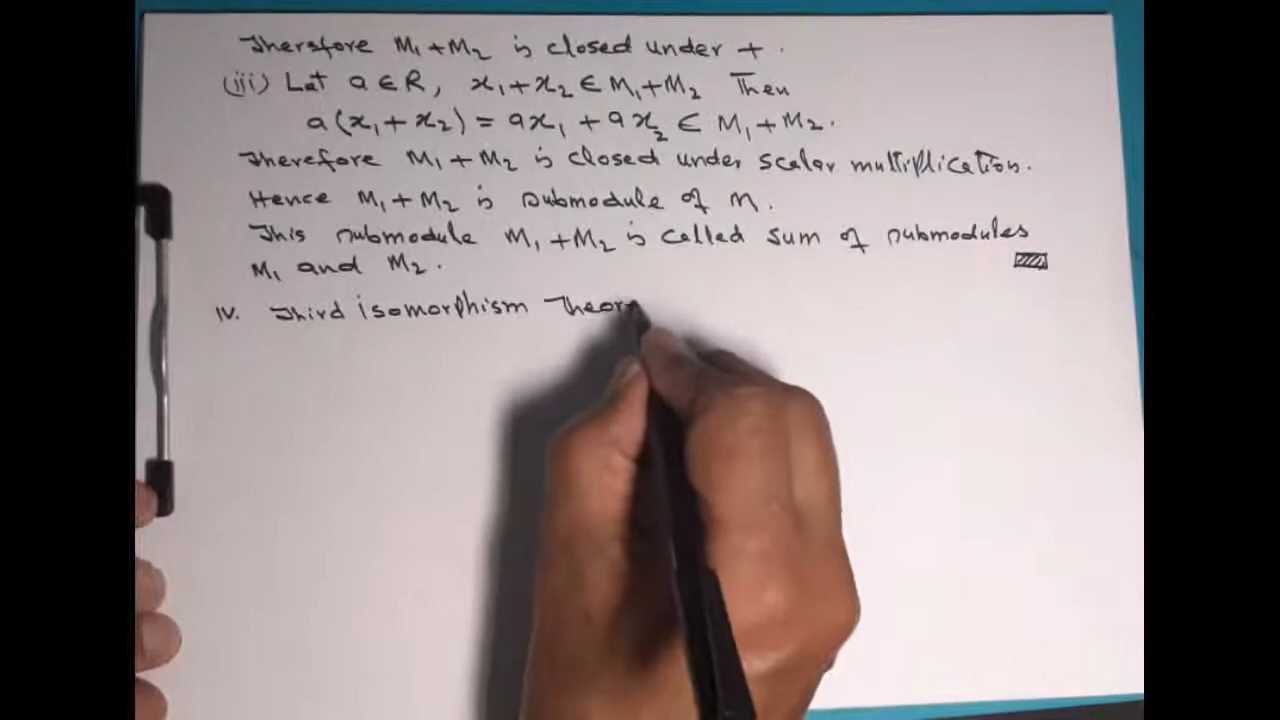 Therefore M₁+M₂ is closed under +.
(iii) Let a ∈ R, x₁+x₂ ∈ M₁+M₂ Then
a(x₁+x₂) = ax₁ + ax₂ ∈ M₁+M₂.
Therefore M₁+M₂ is closed under scalar multiplication.
Hence M₁+M₂ is submodule of M.
This submodule M₁+M₂ is called sum of submodules
M₁ and M₂.
IV. Third isomorphism Theor